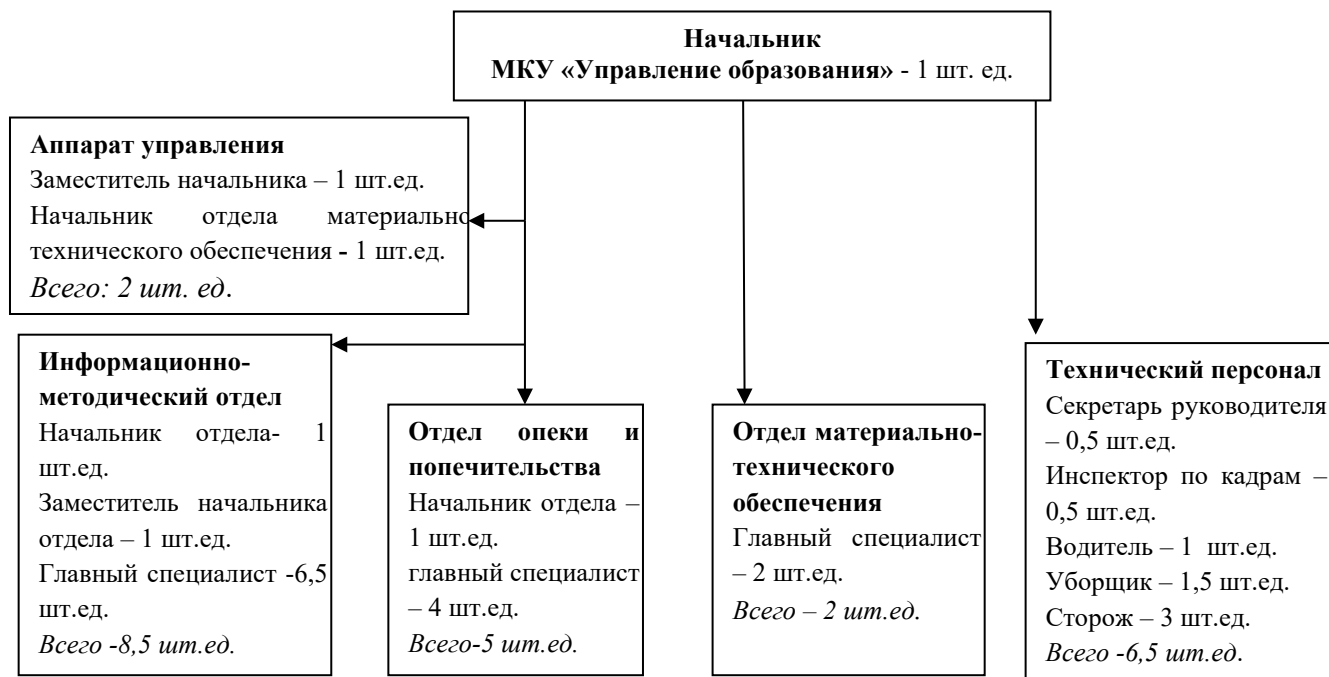 Начальник
МКУ «Управление образования» - 1 шт. ед.
Аппарат управления
Заместитель начальника – 1 шт.ед.
Начальник отдела материально
технического обеспечения - 1 шт.ед.
Всего: 2 шт. ед.
Информационно-
методический отдел
Начальник отдела- 1
шт.ед.
Заместитель начальника
отдела – 1 шт.ед.
Главный специалист -6,5
шт.ед.
Всего -8,5 шт.ед.
Отдел опеки и
попечительства
Начальник отдела –
1 шт.ед.
главный специалист
– 4 шт.ед.
Всего-5 шт.ед.
Отдел материально-
технического
обеспечения
Главный специалист
– 2 шт.ед.
Всего – 2 шт.ед.
Технический персонал
Секретарь руководителя
– 0,5 шт.ед.
Инспектор по кадрам –
0,5 шт.ед.
Водитель – 1 шт.ед.
Уборщик – 1,5 шт.ед.
Сторож – 3 шт.ед.
Всего -6,5 шт.ед.